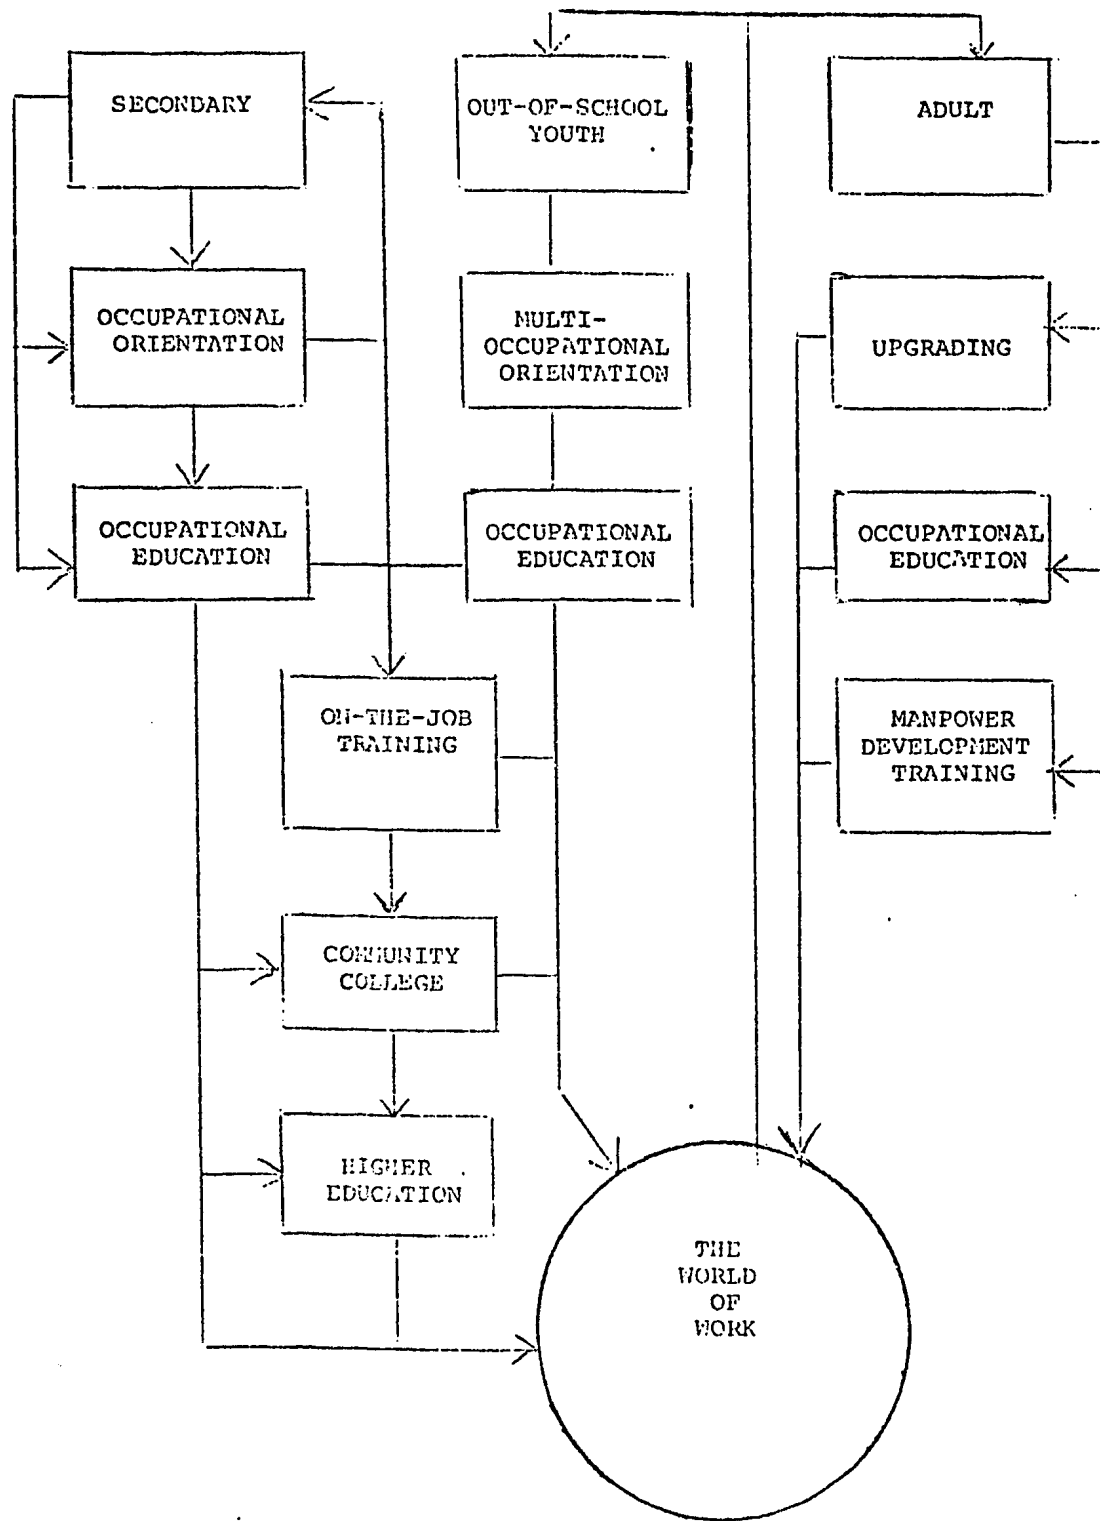 SECONDARY
OUT-OF-SCHOOL
YOUTH
ADULT
OCCUPATIONAL
ORIENTATION
MULTI-
OCCUPATIONAL
ORIENTATION
UPGRADING
OCCUPATIONAL
EDUCATION
OCCUPATIONAL
EDUCATION
OCCUPATIONAL
EDUCATION
ON-THE-JOB
TRAINING
MANPOWER
DEVELOPMENT
TRAINING
COMMUNITY
COLLEGE
HIGHER
EDUCATION
THE
WORLD
OF
WORK